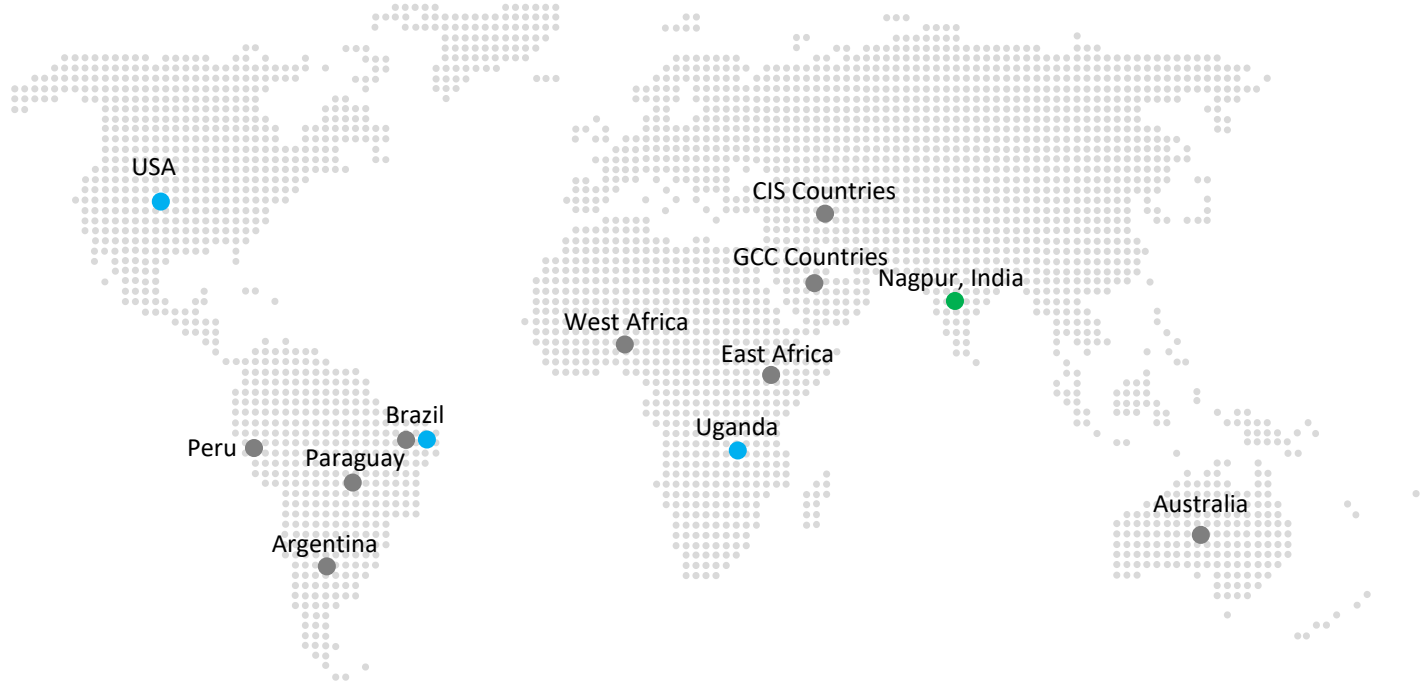 USA
CIS Countries
GCC Countries
Nagpur, India
West Africa
East Africa
Brazil
Uganda
Peru
Paraguay
Australia
Argentina